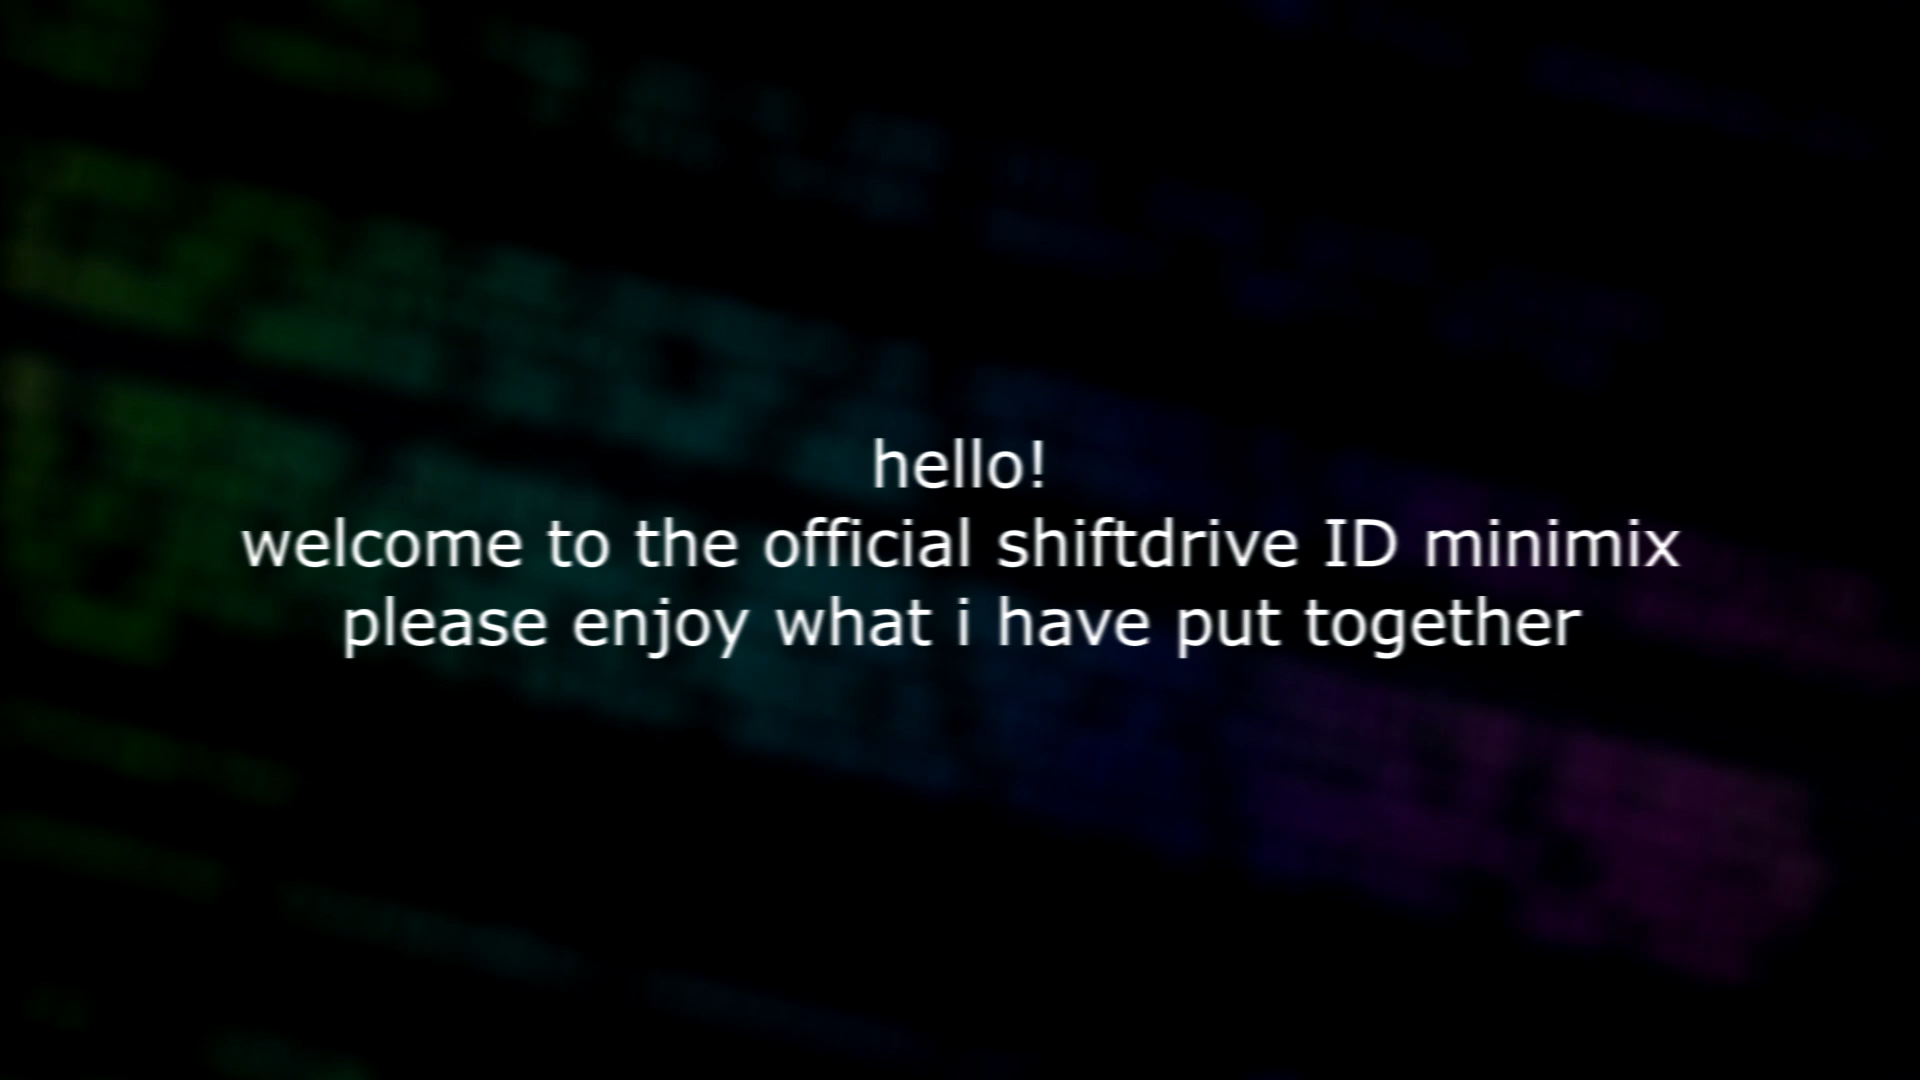 hello!
welcome to the official shiftdrive ID minimix
please enjoy what i have put together